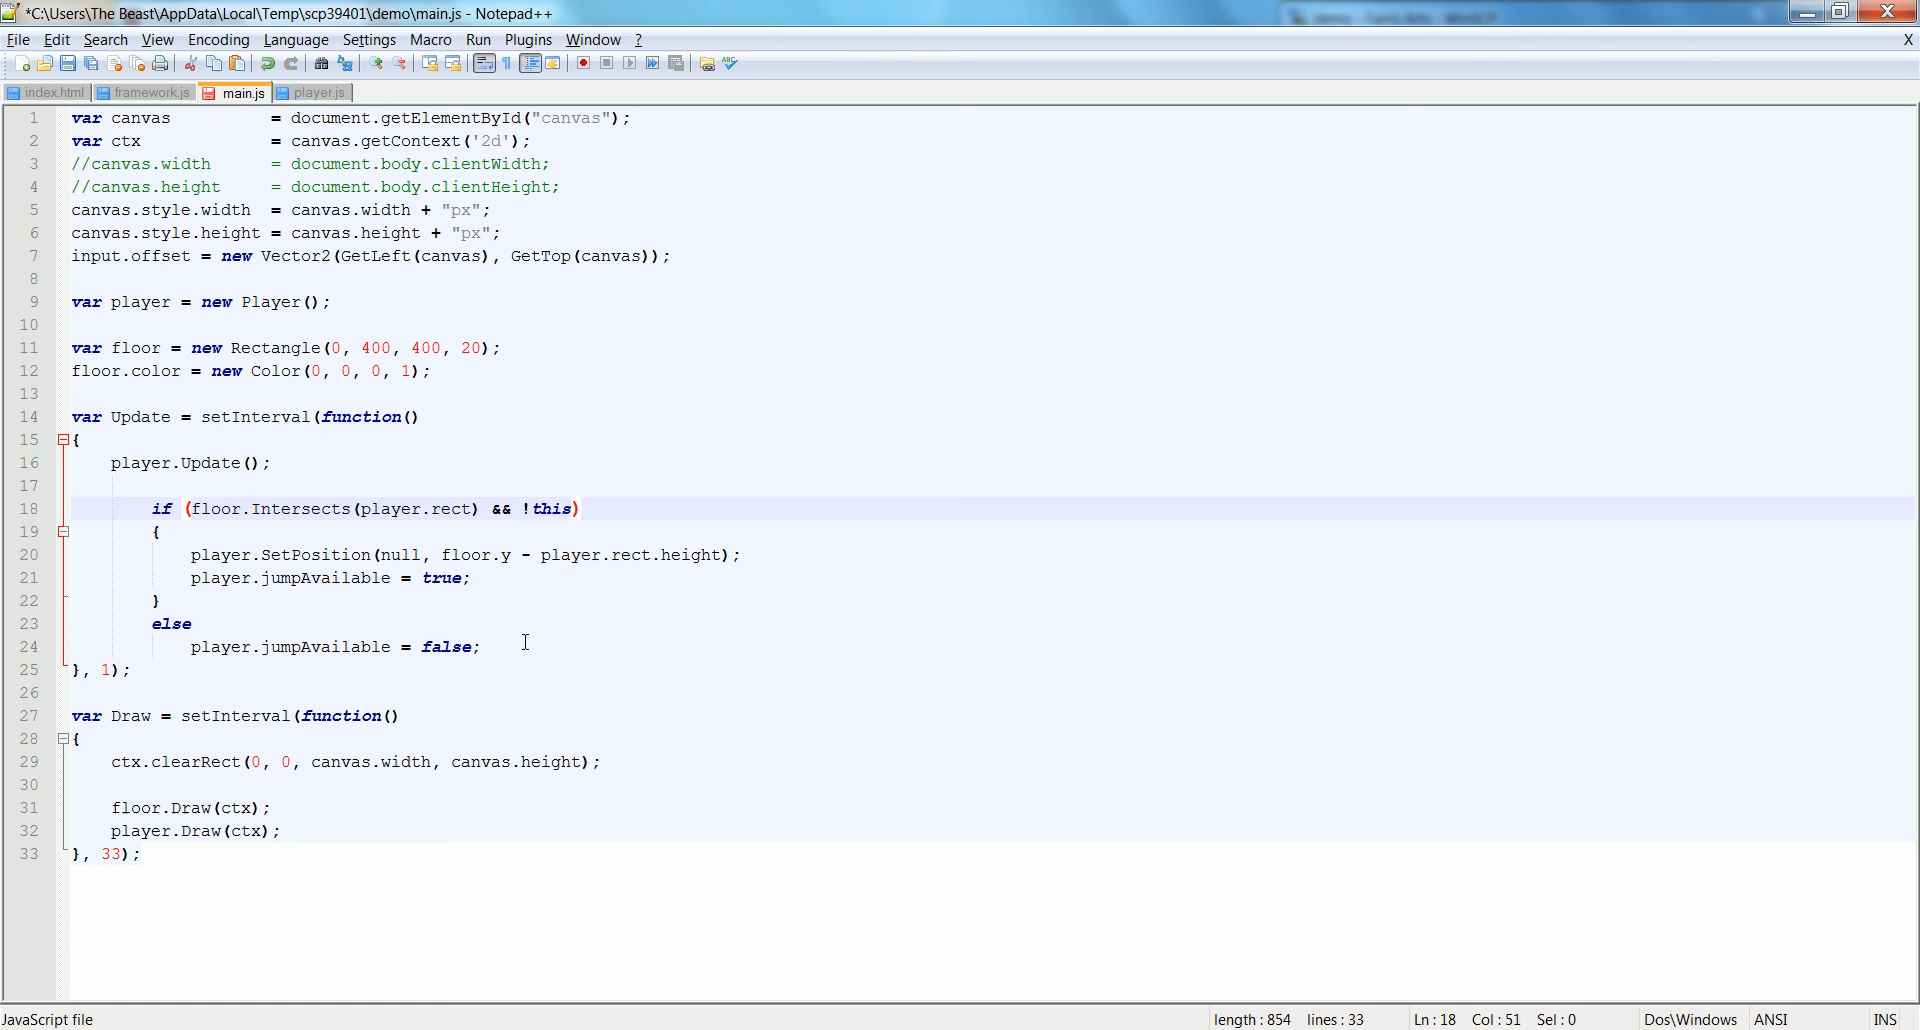 *C:\Users\The Beast\AppData\Local\Temp\scp39401\demo\main.js - Notepad++
File Edit Search View Encoding Language Settings Macro Run Plugins Window ? X
index.html framework.js main.js player.js
1 var canvas = document.getElementById("canvas");
2 var ctx = canvas.getContext('2d');
3 //canvas.width = document.body.clientWidth;
4 //canvas.height = document.body.clientHeight;
5 canvas.style.width = canvas.width + "px";
6 canvas.style.height = canvas.height + "px";
7 input.offset = new Vector2(GetLeft(canvas), GetTop(canvas));
8
9 var player = new Player();
10
11 var floor = new Rectangle(0, 400, 400, 20);
12 floor.color = new Color(0, 0, 0, 1);
13
14 var Update = setInterval(function()
15 {
16 player.Update();
17
18 if (floor.Intersects(player.rect) && !this)
19 {
20 player.SetPosition(null, floor.y - player.rect.height);
21 player.jumpAvailable = true;
22 }
23 else
24 player.jumpAvailable = false;
25 }, 1);
26
27 var Draw = setInterval(function()
28 {
29 ctx.clearRect(0, 0, canvas.width, canvas.height);
30
31 floor.Draw(ctx);
32 player.Draw(ctx);
33 }, 33);
JavaScript file length : 854 lines : 33 Ln : 18 Col : 51 Sel : 0 Dos\Windows ANSI INS